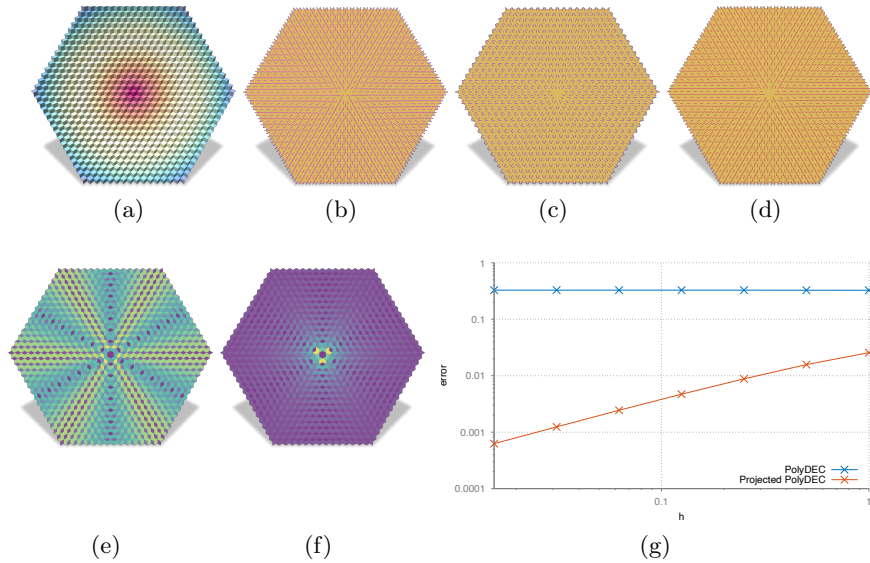 (a)
(b)
(c)
(d)
1
0.1
0.01
0.001
0.0001
error
PolyDEC
Projected PolyDEC
0.1
1
h
(e)
(f)
(g)